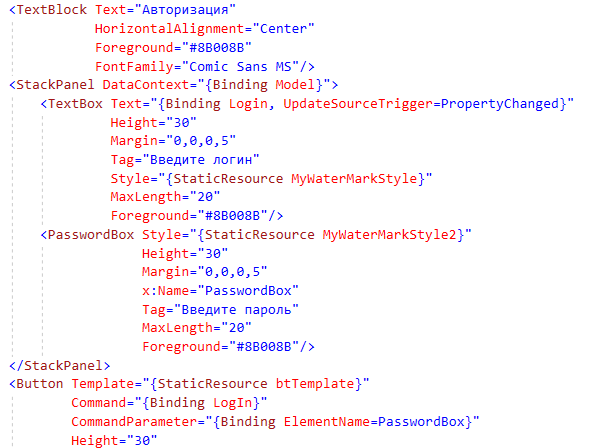 <TextBlock Text="Авторизация"
HorizontalAlignment="Center"
Foreground="#8B008B"
FontFamily="Comic Sans MS"/>
<StackPanel DataContext="{Binding Model}">
<TextBox Text="{Binding Login, UpdateSourceTrigger=PropertyChanged}"
Height="30"
Margin="0,0,0,5"
Tag="Введите логин"
Style="{StaticResource MyWaterMarkStyle}"
MaxLength="20"
Foreground="#8B008B"/>
<PasswordBox Style="{StaticResource MyWaterMarkStyle2}"
Height="30"
Margin="0,0,0,5"
x:Name="PasswordBox"
Tag="Введите пароль"
MaxLength="20"
Foreground="#8B008B"/>
</StackPanel>
<Button Template="{StaticResource btTemplate}"
Command="{Binding LogIn}"
CommandParameter="{Binding ElementName=PasswordBox}"
Height="30"